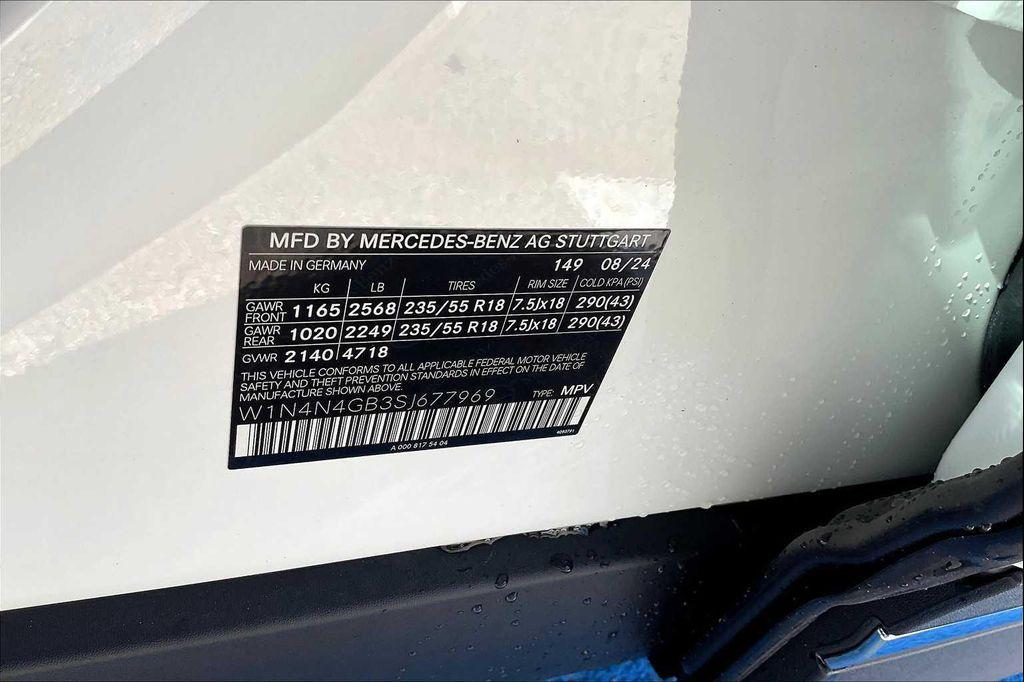 MFD BY MERCEDES-BENZ AG STUTTGART
MADE IN GERMANY 149 08/24
KG LB TIRES RIM SIZE COLD KPA (PSI)
GAWR FRONT 1165 2568 235/55 R18 7.5Jx18 290(43)
GAWR REAR 1020 2249 235/55 R18 7.5Jx18 290(43)
GVWR 2140 4718
THIS VEHICLE CONFORMS TO ALL APPLICABLE FEDERAL MOTOR VEHICLE
SAFETY AND THEFT PREVENTION STANDARDS IN EFFECT ON THE DATE OF
MANUFACTURE SHOWN ABOVE.
W1N4N4GB3SJ677969 TYPE: MPV
A 000 817 54 04